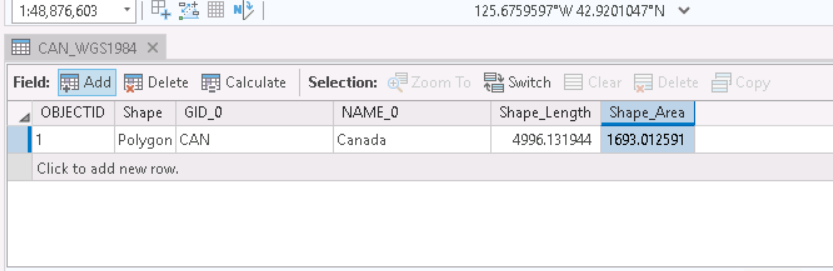 1:48,876,603 125.6759597°W 42.9201047°N
CAN_WGS1984
Field: Add Delete Calculate Selection: Zoom To Switch Clear Delete Copy
OBJECTID Shape GID_0 NAME_0 Shape_Length Shape_Area
1 Polygon CAN Canada 4996.131944 1693.012591
Click to add new row.